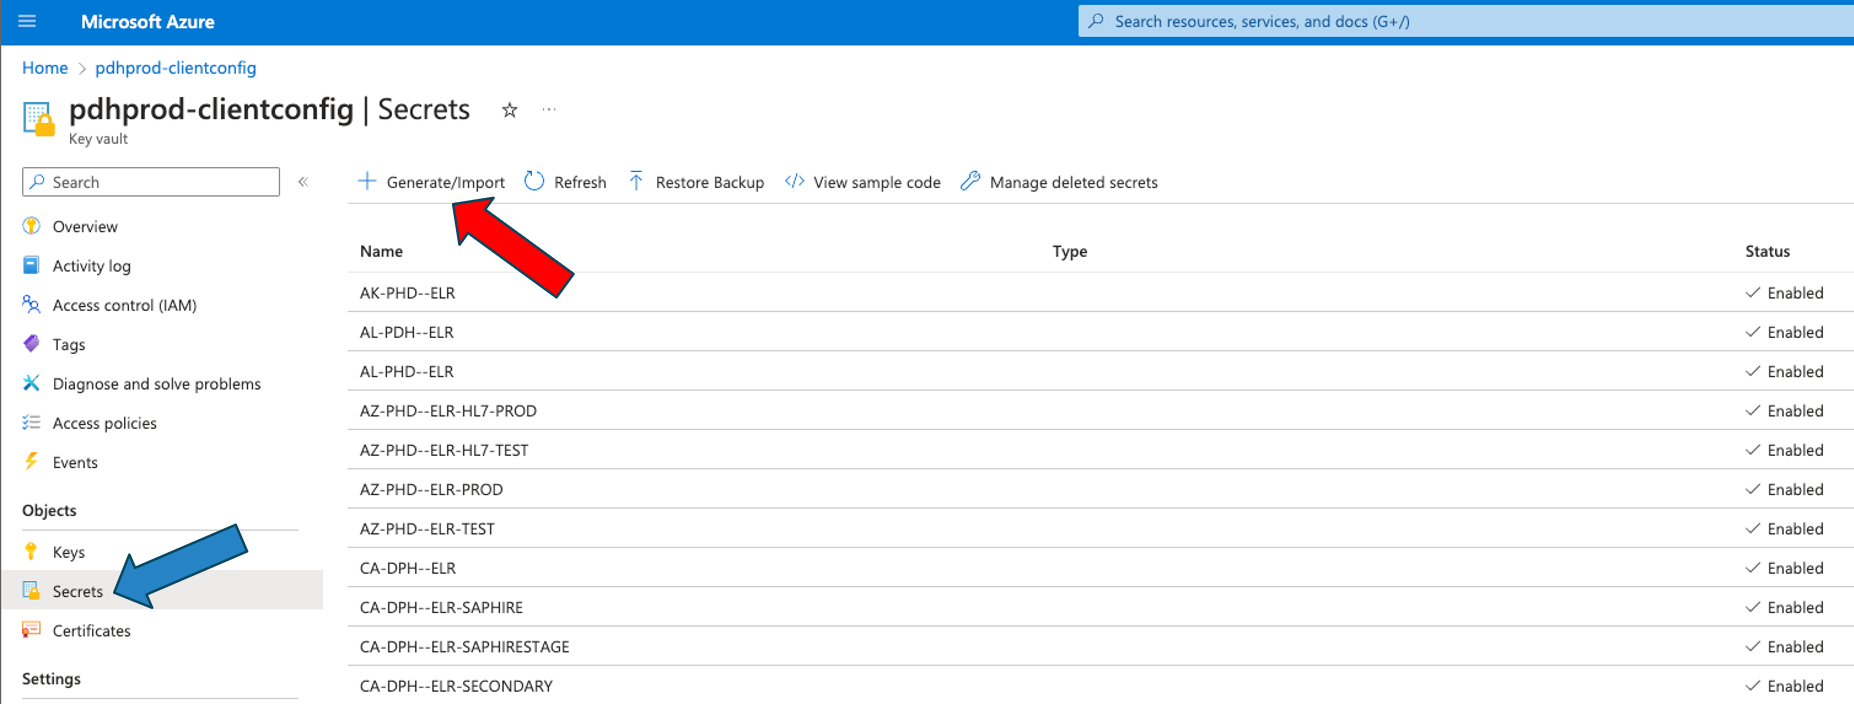 Microsoft Azure
Search resources, services, and docs (G+/)
Home > pdhprod-clientconfig
pdhprod-clientconfig | Secrets
Key vault
Search
Overview
Activity log
Access control (IAM)
Tags
Diagnose and solve problems
Access policies
Events
Objects
Keys
Secrets
Certificates
Settings
Generate/Import Refresh Restore Backup View sample code Manage deleted secrets
Name Type Status
AK-PHD--ELR Enabled
AL-PDH--ELR Enabled
AL-PHD--ELR Enabled
AZ-PHD--ELR-HL7-PROD Enabled
AZ-PHD--ELR-HL7-TEST Enabled
AZ-PHD--ELR-PROD Enabled
AZ-PHD--ELR-TEST Enabled
CA-DPH--ELR Enabled
CA-DPH--ELR-SAPHIRE Enabled
CA-DPH--ELR-SAPHIRESTAGE Enabled
CA-DPH--ELR-SECONDARY Enabled